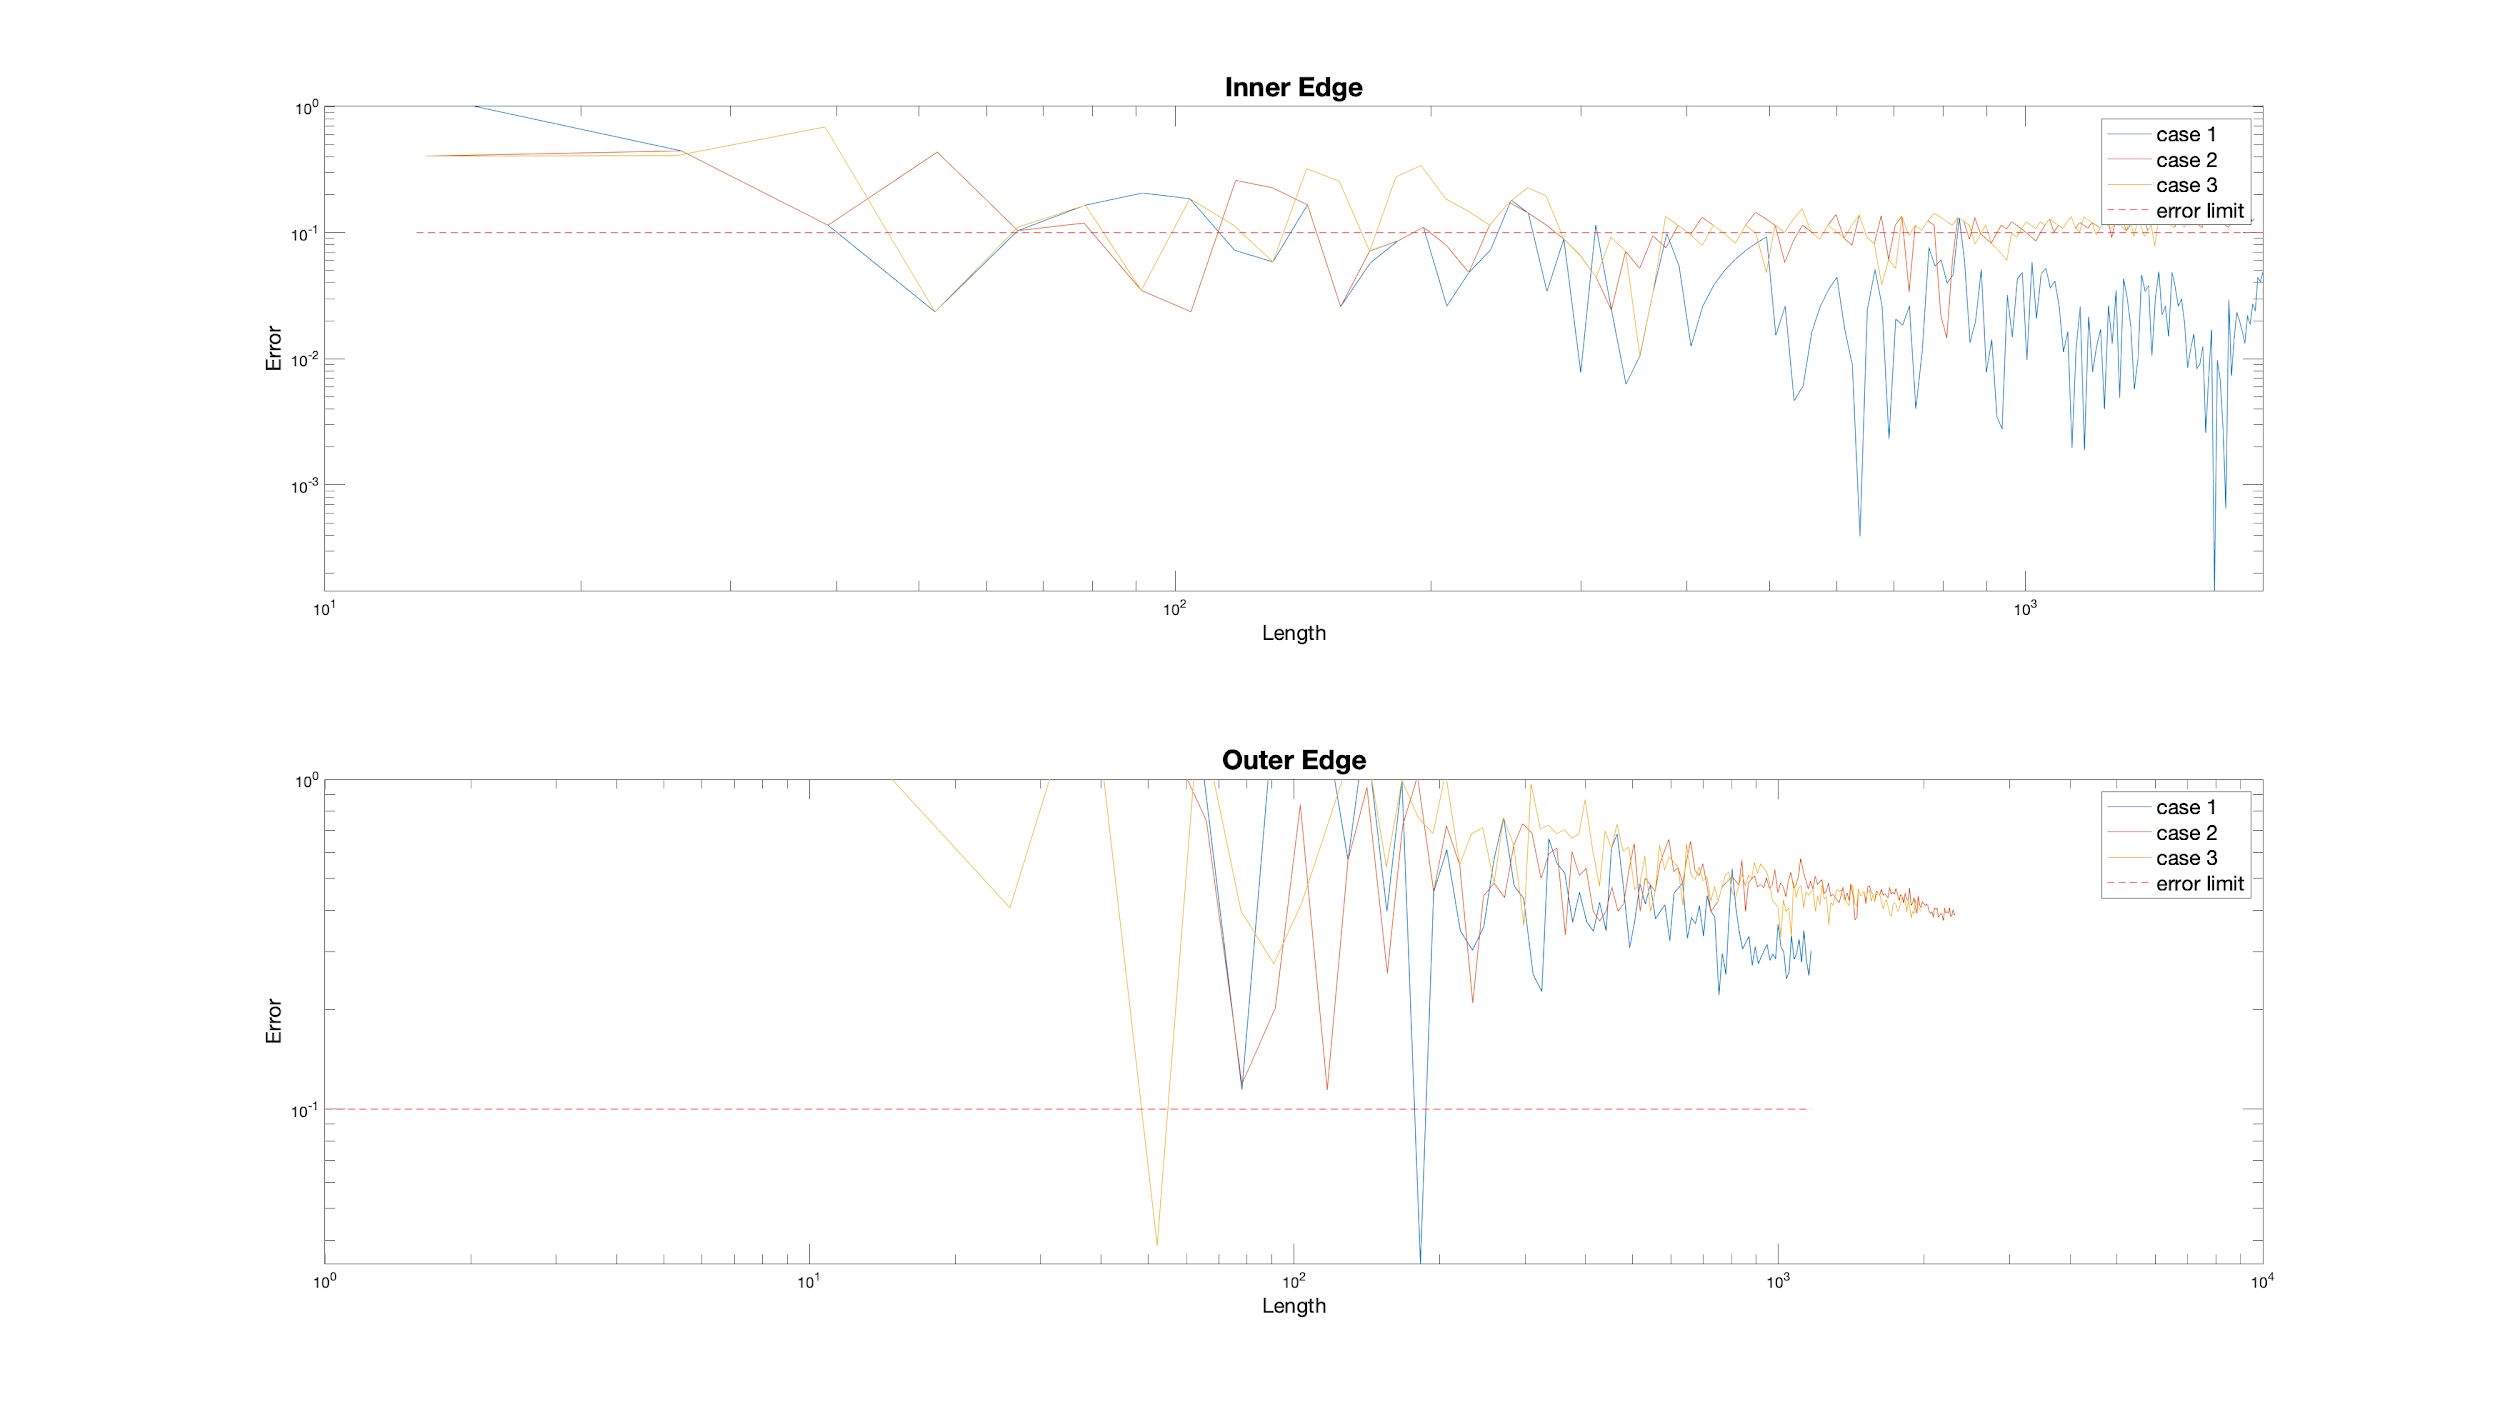 Inner Edge
10^0
10^-1
10^-2
10^-3
Error
case 1
case 2
case 3
error limit
10^1
10^2
10^3
Length
Outer Edge
10^0
10^-1
Error
case 1
case 2
case 3
error limit
10^0
10^1
10^2
10^3
10^4
Length